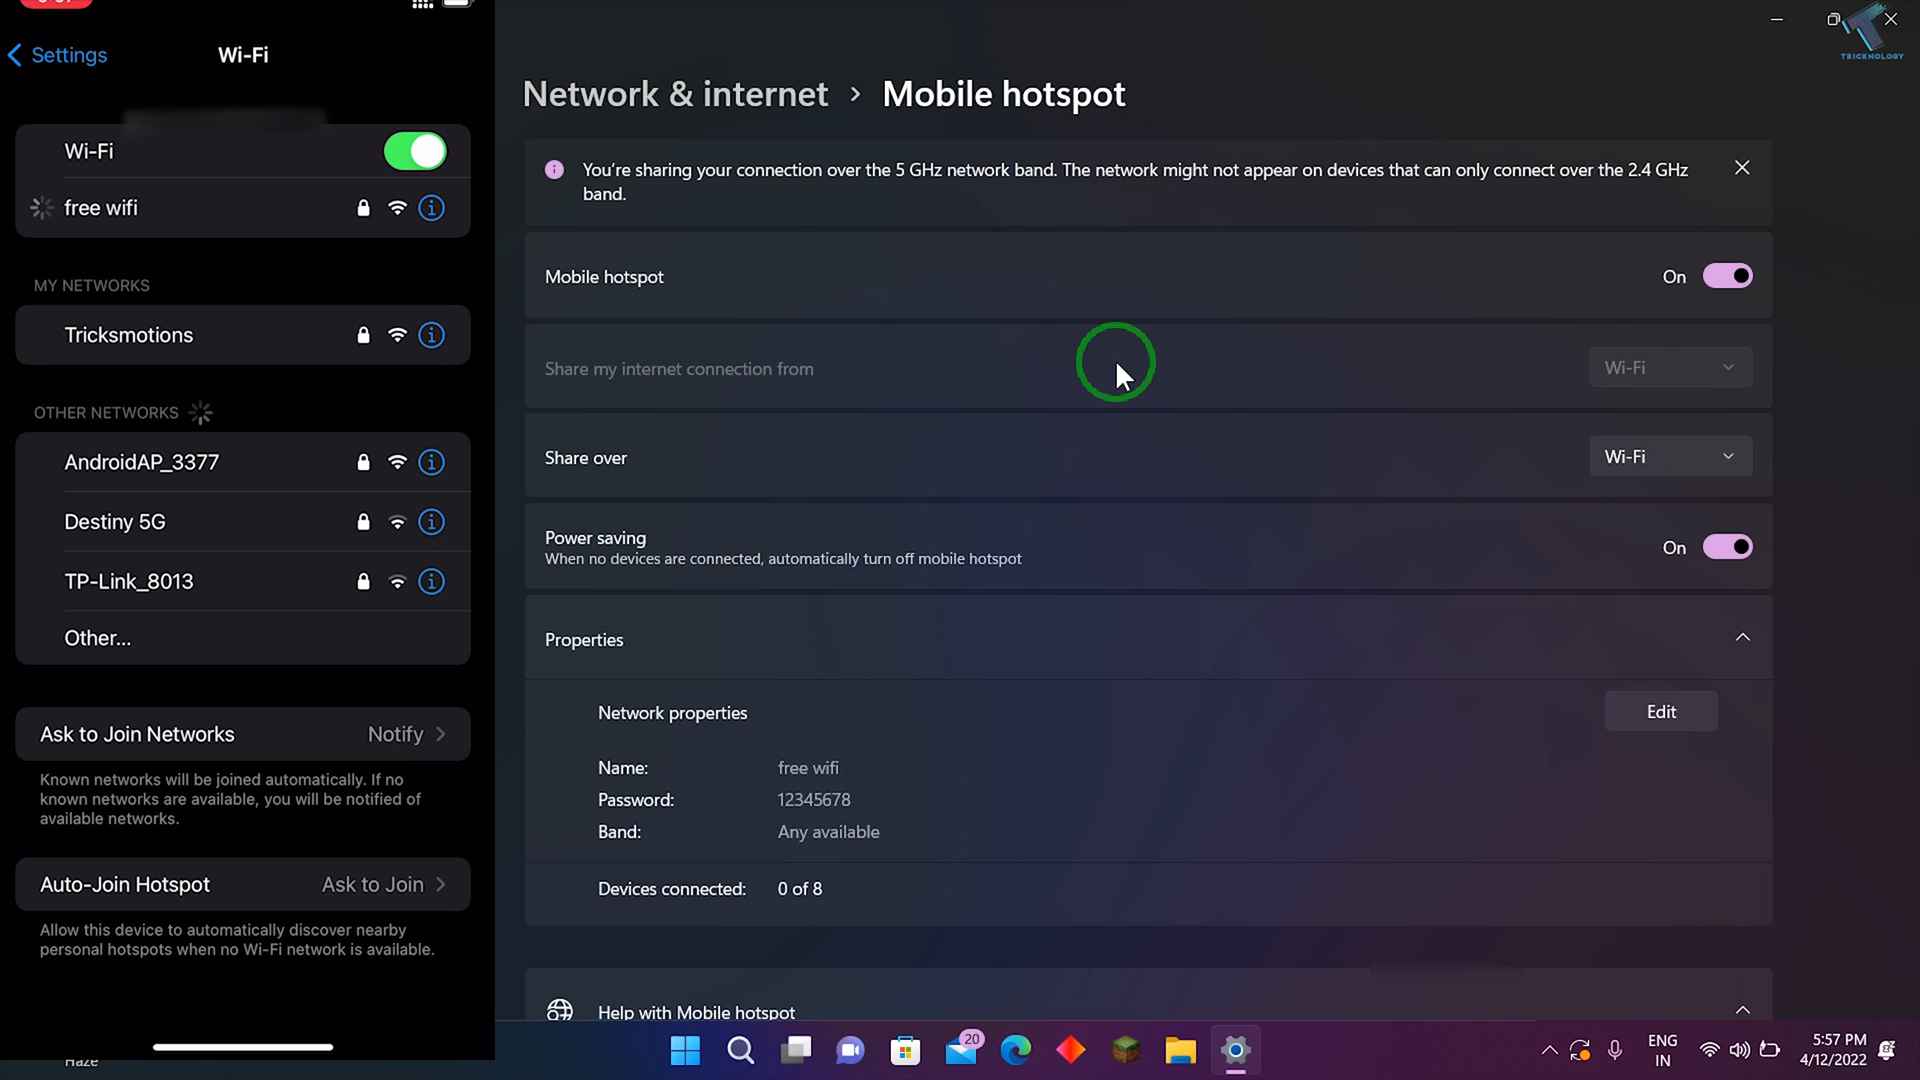 Settings
Wi-Fi
Wi-Fi
free wifi
MY NETWORKS
Tricksmotions
OTHER NETWORKS
AndroidAP_3377
Destiny 5G
TP-Link_8013
Other...
Ask to Join Networks Notify
Known networks will be joined automatically. If no
known networks are available, you will be notified of
available networks.
Auto-Join Hotspot Ask to Join
Allow this device to automatically discover nearby
personal hotspots when no Wi-Fi network is available.
Haze
TRICKNOLOGY
Network & internet > Mobile hotspot
You're sharing your connection over the 5 GHz network band. The network might not appear on devices that can only connect over the 2.4 GHz
band.
Mobile hotspot On
Share my internet connection from Wi-Fi
Share over Wi-Fi
Power saving
When no devices are connected, automatically turn off mobile hotspot
On
Properties
Network properties Edit
Name: free wifi
Password: 12345678
Band: Any available
Devices connected: 0 of 8
Help with Mobile hotspot
20
ENG
IN
5:57 PM
4/12/2022